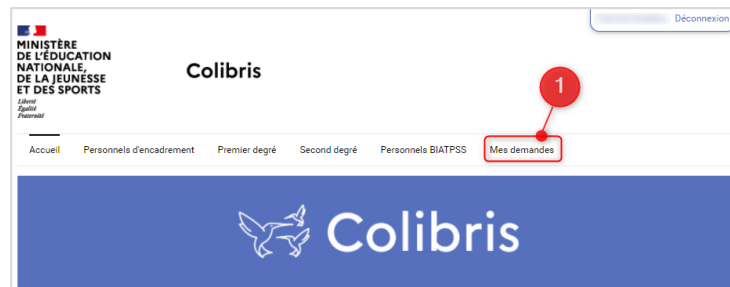 Déconnexion
MINISTÈRE
DE L'ÉDUCATION
NATIONALE,
DE LA JEUNESSE
ET DES SPORTS
Liberté
Égalité
Fraternité
Colibris
1
Accueil Personnels d'encadrement Premier degré Second degré Personnels BIATPSS Mes demandes
Colibris